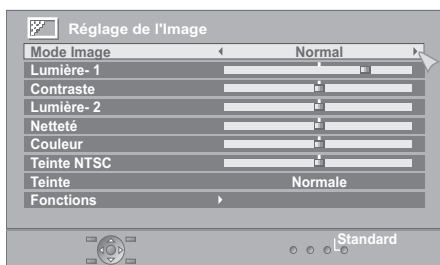 Réglage de l'Image
Mode Image Normal
Lumière- 1
Contraste
Lumière- 2
Netteté
Couleur
Teinte NTSC
Teinte Normale
Fonctions
Standard